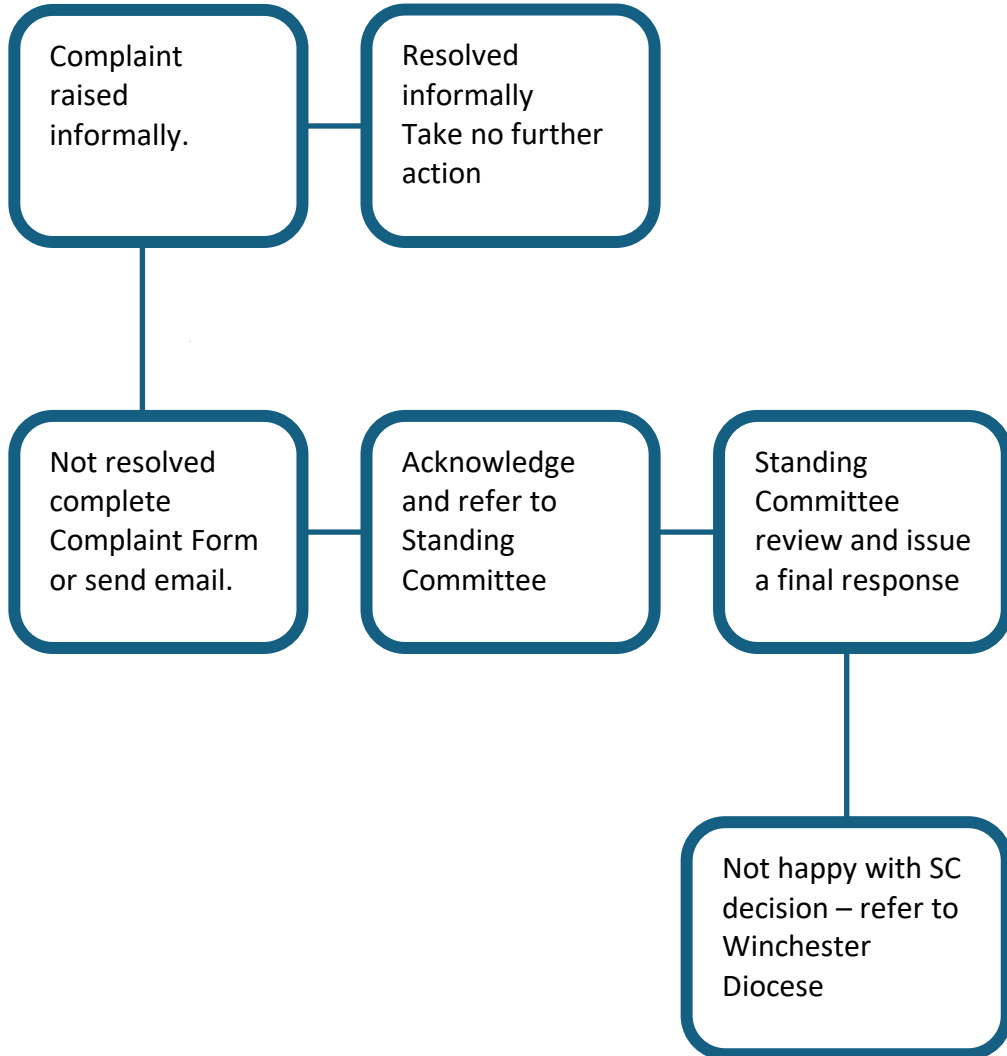 Complaint
raised
informally.
Resolved
informally
Take no further
action
Not resolved
complete
Complaint Form
or send email.
Acknowledge
and refer to
Standing
Committee
Standing
Committee
review and issue
a final response
Not happy with SC
decision – refer to
Winchester
Diocese